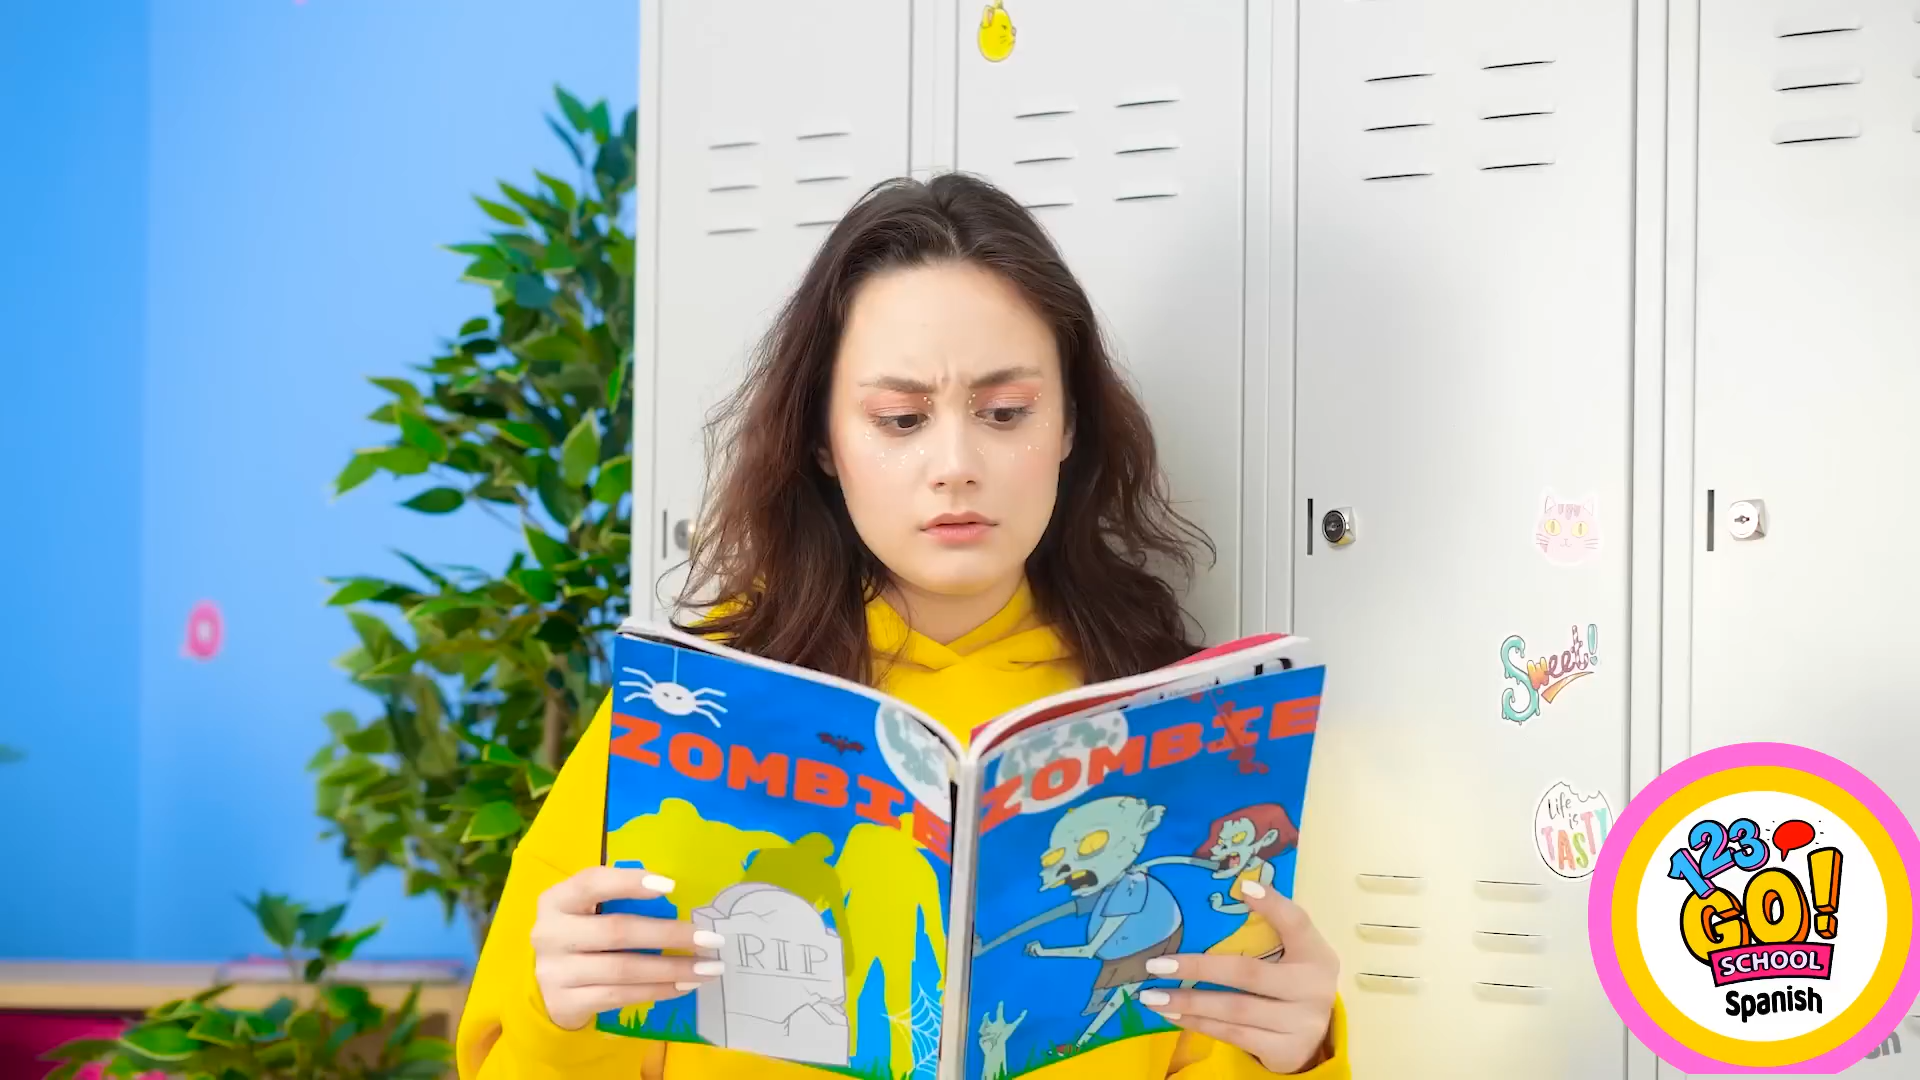 ZOMBIE
ZOMBIE
RIP
Sweet!
Life
is
TASTY
123
GO!
SCHOOL
Spanish